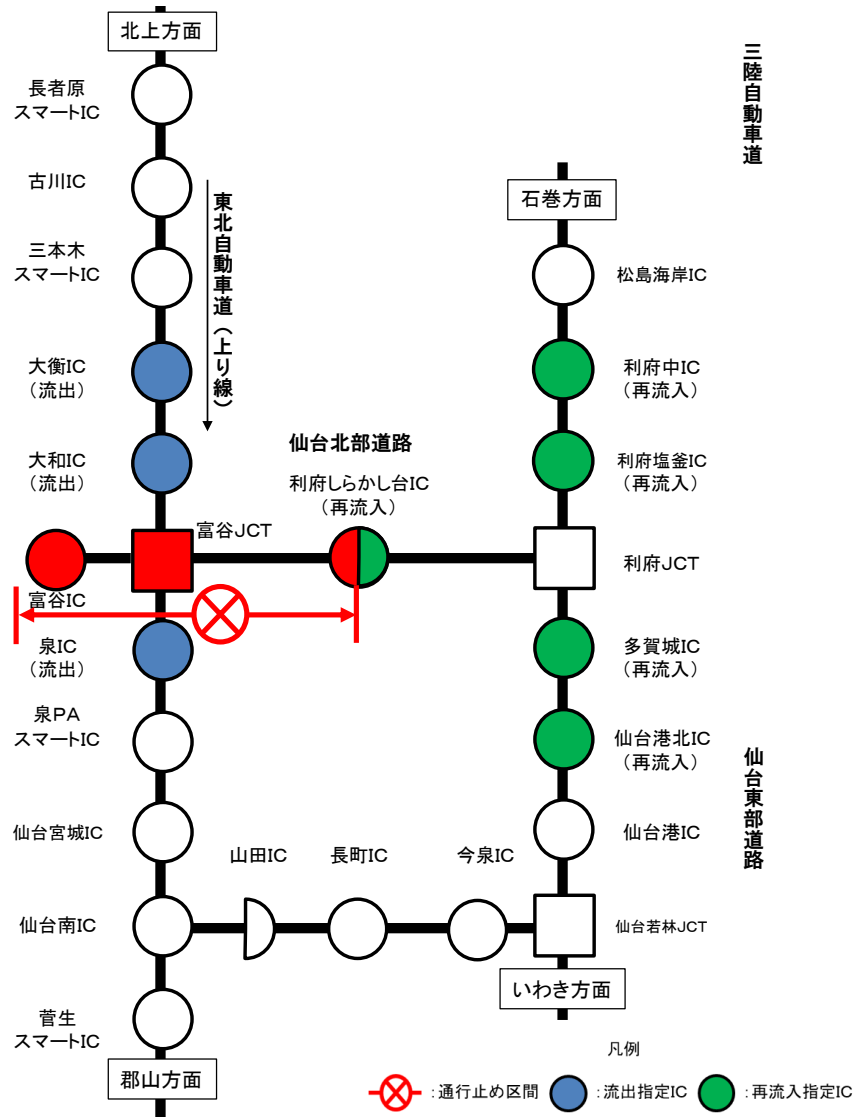 北上方面
長者原
スマートIC
古川IC
三本木
スマートIC
大衡IC
(流出)
大和IC
(流出)
東北自動車道(上り線)
富谷JCT
富谷IC
泉IC
(流出)
泉PA
スマートIC
仙台宮城IC
仙台南IC
菅生
スマートIC
郡山方面
仙台北部道路
利府しらかし台IC
(再流入)
山田IC
長町IC
今泉IC
三陸自動車道
石巻方面
松島海岸IC
利府中IC
(再流入)
利府塩釜IC
(再流入)
利府JCT
多賀城IC
(再流入)
仙台港北IC
(再流入)
仙台港IC
仙台東部道路
仙台若林JCT
いわき方面
凡例
:通行止め区間
:流出指定IC
:再流入指定IC